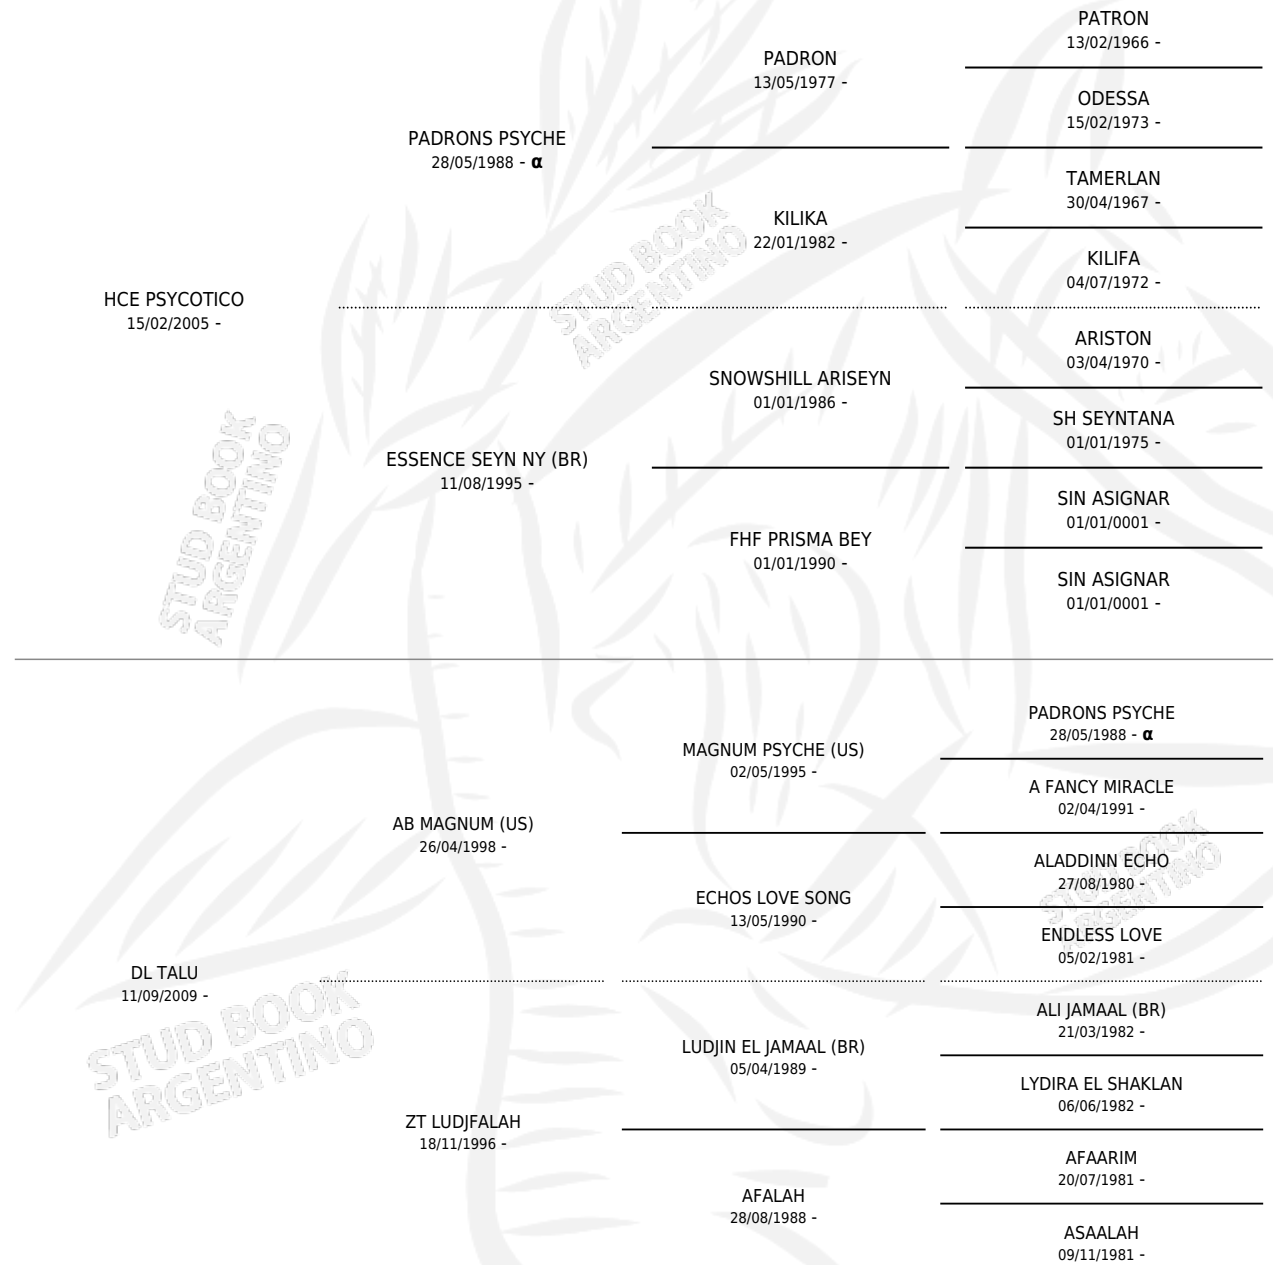 PATRON
13/02/1966 -
PADRON
13/05/1977 -
ODESSA
15/02/1973 -
PADRONS PSYCHE
28/05/1988 - α
TAMERLAN
30/04/1967 -
KILIKA
22/01/1982 -
KILIFA
04/07/1972 -
HCE PSYCOTICO
15/02/2005 -
ARISTON
03/04/1970 -
SNOWSHILL ARISEYN
01/01/1986 -
SH SEYNTANA
01/01/1975 -
ESSENCE SEYN NY (BR)
11/08/1995 -
SIN ASIGNAR
01/01/0001 -
FHF PRISMA BEY
01/01/1990 -
SIN ASIGNAR
01/01/0001 -
PADRONS PSYCHE
28/05/1988 - α
MAGNUM PSYCHE (US)
02/05/1995 -
A FANCY MIRACLE
02/04/1991 -
AB MAGNUM (US)
26/04/1998 -
ALADDINN ECHO
27/08/1980 -
ECHOS LOVE SONG
13/05/1990 -
ENDLESS LOVE
05/02/1981 -
DL TALU
11/09/2009 -
ALI JAMAAL (BR)
21/03/1982 -
LUDJIN EL JAMAAL (BR)
05/04/1989 -
LYDIRA EL SHAKLAN
06/06/1982 -
ZT LUDJFALAH
18/11/1996 -
AFAARIM
20/07/1981 -
AFALAH
28/08/1988 -
ASAALAH
09/11/1981 -
STUD BOOK
ARGENTINO
STUD BOOK
ARGENTINO
STUD BOOK
ARGENTINO
STUD BOOK
ARGENTINO